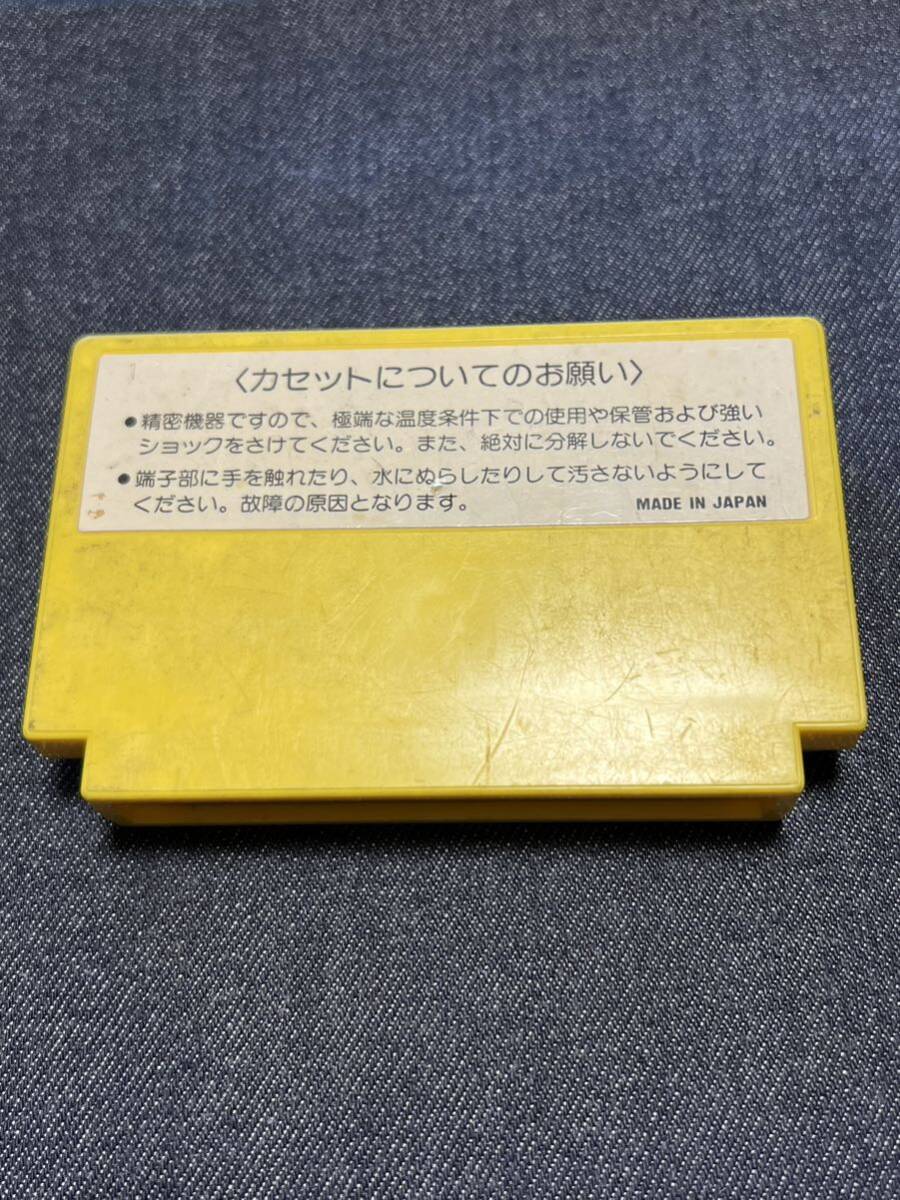 〈カセットについてのお願い〉
●精密機器ですので、極端な温度条件下での使用や保管および強い
ショックをさけてください。また、絶対に分解しないでください。
●端子部に手を触れたり、水にぬらしたりして汚さないようにして
ください。故障の原因となります。 MADE IN JAPAN